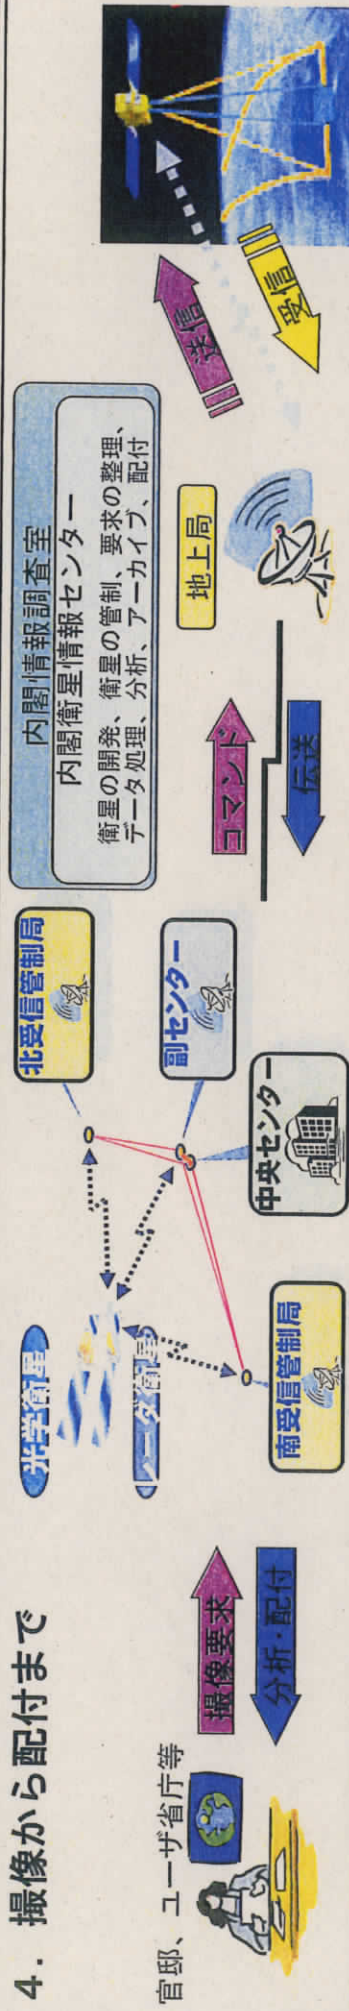 4. 撮像から配付まで
官邸、ユーザ省庁等
撮像要求
分析・配付
光学衛星
レーダ衛星
北受信管制局
副センター
中央センター
南受信管制局
内閣情報調査室
内閣衛星情報センター
衛星の開発、衛星の管制、要求の整理、
データ処理、分析、アーカイブ、配付
コマンド
伝送
地上局
送信
受信